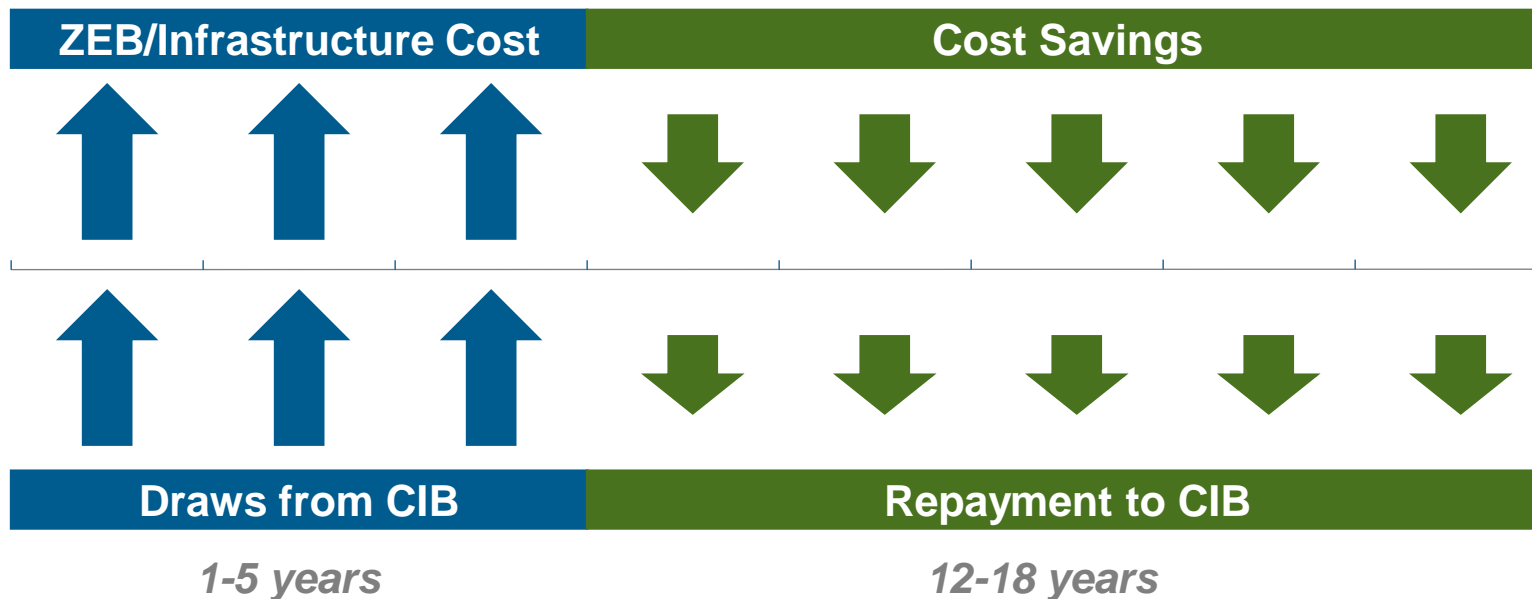 ZEB/Infrastructure Cost
Cost Savings
Draws from CIB
Repayment to CIB
1-5 years
12-18 years